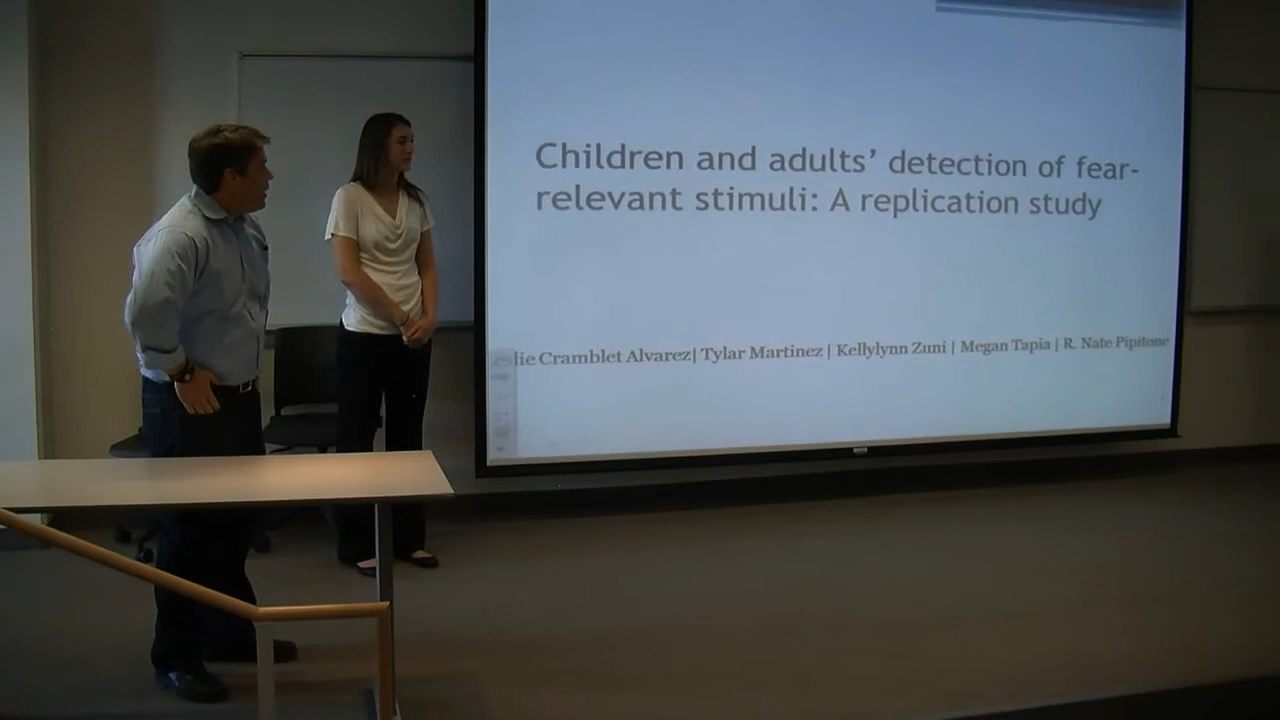 Children and adults’ detection of fear-
relevant stimuli: A replication study
Leslie Cramblet Alvarez| Tylar Martinez | Kellylynn Zuni | Megan Tapia | R. Nate Pipitone